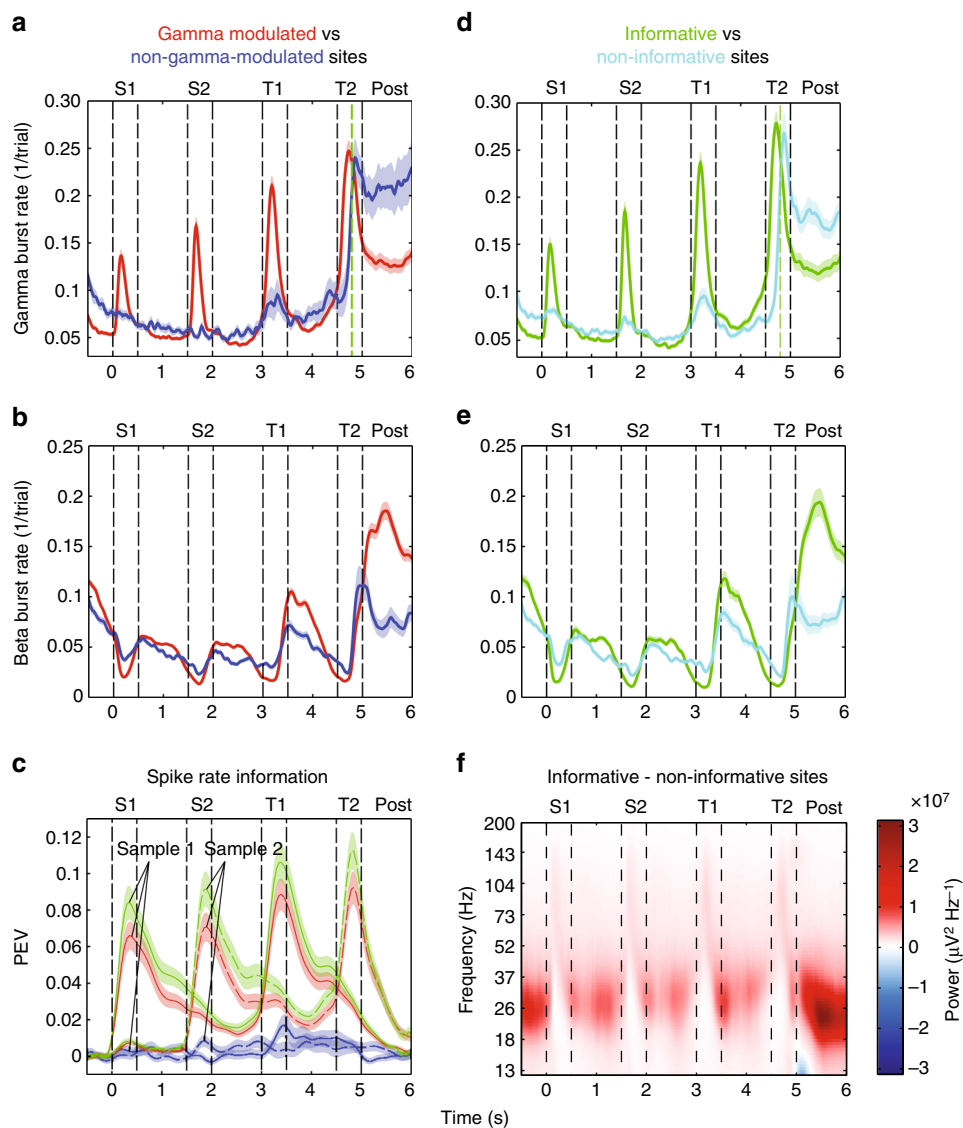 a
Gamma modulated vs
non-gamma-modulated sites
S1 S2 T1 T2 Post
Gamma burst rate (1/trial)
0.30
0.25
0.2
0.15
0.1
0.05
0 1 2 3 4 5 6
d
Informative vs
non-informative sites
S1 S2 T1 T2 Post
0.30
0.25
0.2
0.15
0.1
0.05
0 1 2 3 4 5 6
b
S1 S2 T1 T2 Post
Beta burst rate (1/trial)
0.25
0.2
0.15
0.1
0.05
0
0 1 2 3 4 5 6
e
S1 S2 T1 T2 Post
0.25
0.2
0.15
0.1
0.05
0
0 1 2 3 4 5 6
c
Spike rate information
S1 S2 T1 T2 Post
Sample 1 Sample 2
PEV
0.12
0.1
0.08
0.06
0.04
0.02
0
0 1 2 3 4 5 6
f
Informative - non-informative sites
S1 S2 T1 T2 Post
Frequency (Hz)
200
143
104
73
52
37
26
18
13
0 1 2 3 4 5 6
×10⁷
3
2
1
0
−1
−2
−3
Power (µV² Hz⁻¹)
Time (s)